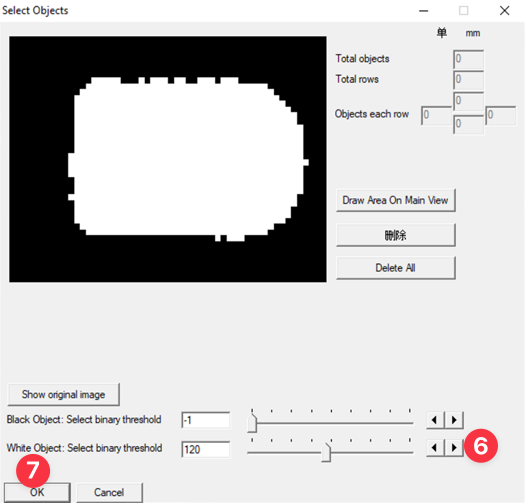 Select Objects
单 mm
Total objects 0
Total rows 0
0
Objects each row 0 0
0
Draw Area On Main View
删除
Delete All
Show original image
Black Object: Select binary threshold -1
White Object: Select binary threshold 120 6
7
OK Cancel